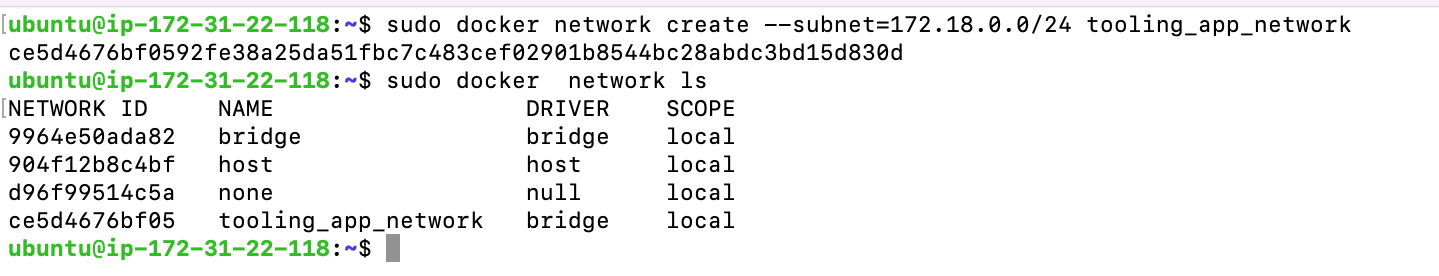 ubuntu@ip-172-31-22-118:~$ sudo docker network create --subnet=172.18.0.0/24 tooling_app_network
ce5d4676bf0592fe38a25da51fbc7c483cef02901b8544bc28abdc3bd15d830d
ubuntu@ip-172-31-22-118:~$ sudo docker  network ls
NETWORK ID     NAME                  DRIVER    SCOPE
9964e50ada82   bridge                bridge    local
904f12b8c4bf   host                  host      local
d96f99514c5a   none                  null      local
ce5d4676bf05   tooling_app_network   bridge    local
ubuntu@ip-172-31-22-118:~$